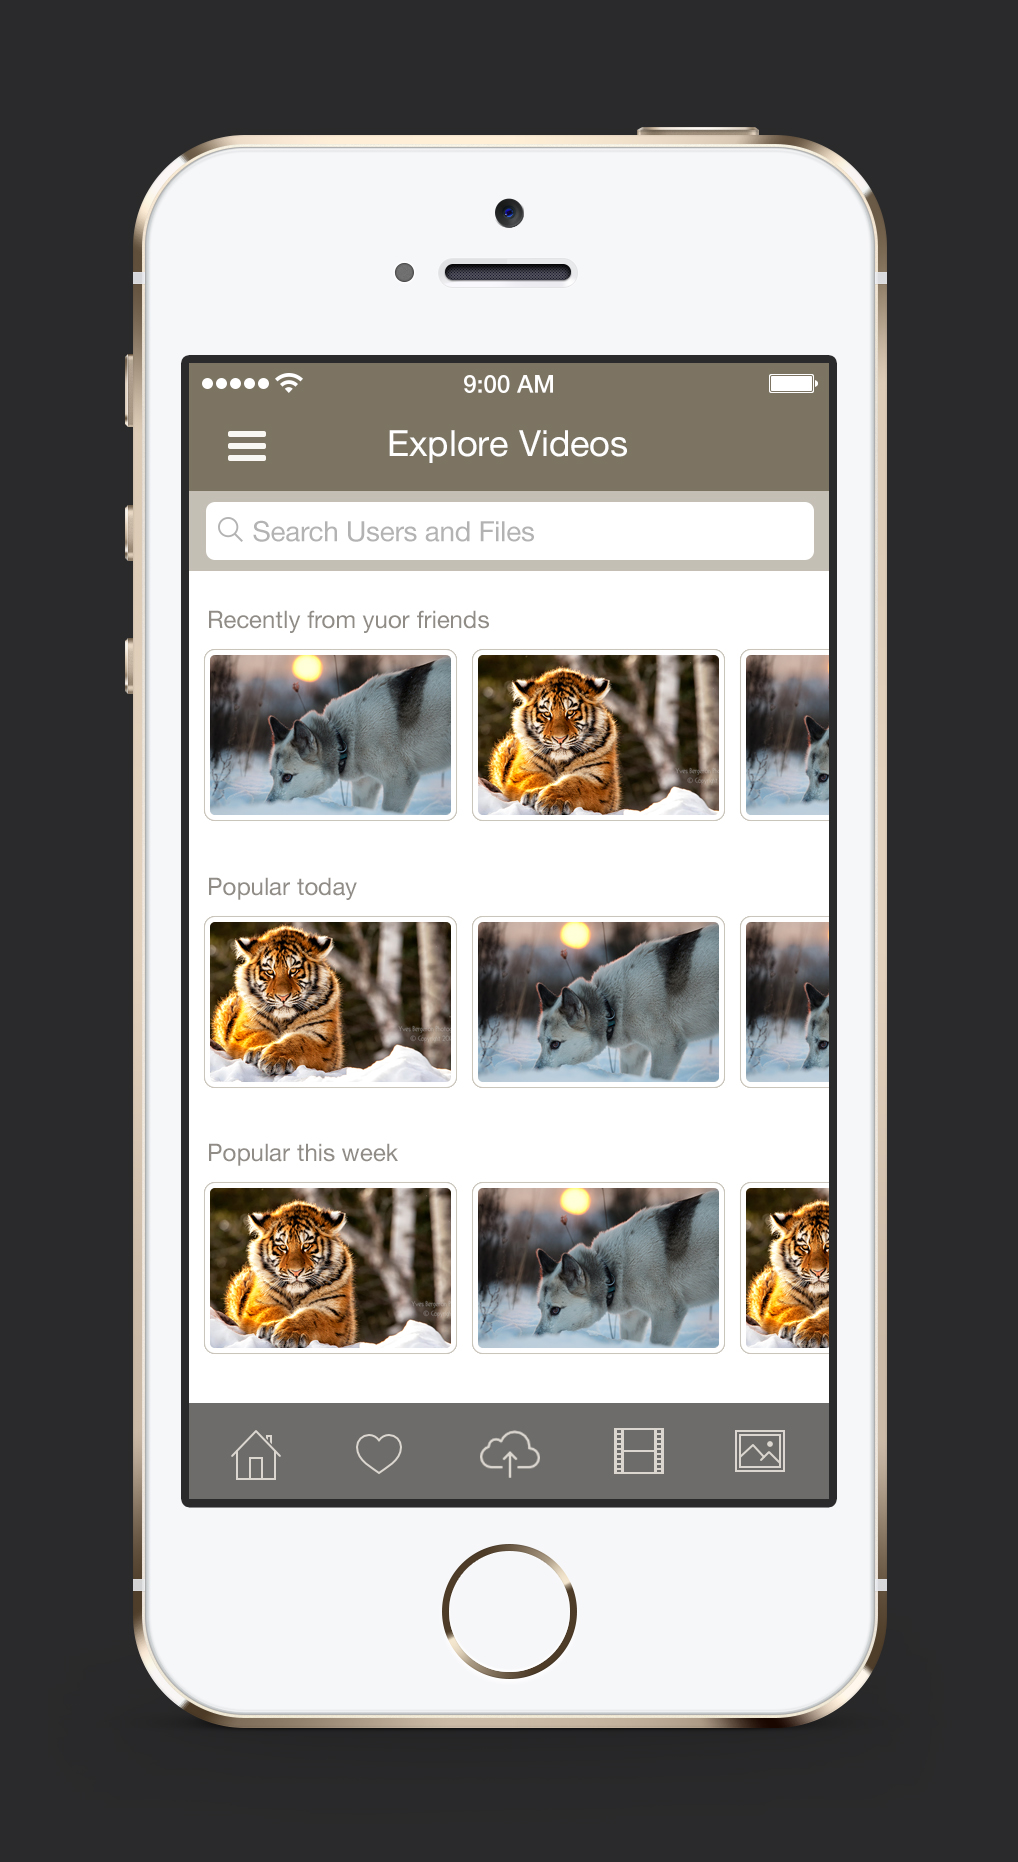 9:00 AM
Explore Videos
Search Users and Files
Recently from yuor friends
Popular today
Popular this week